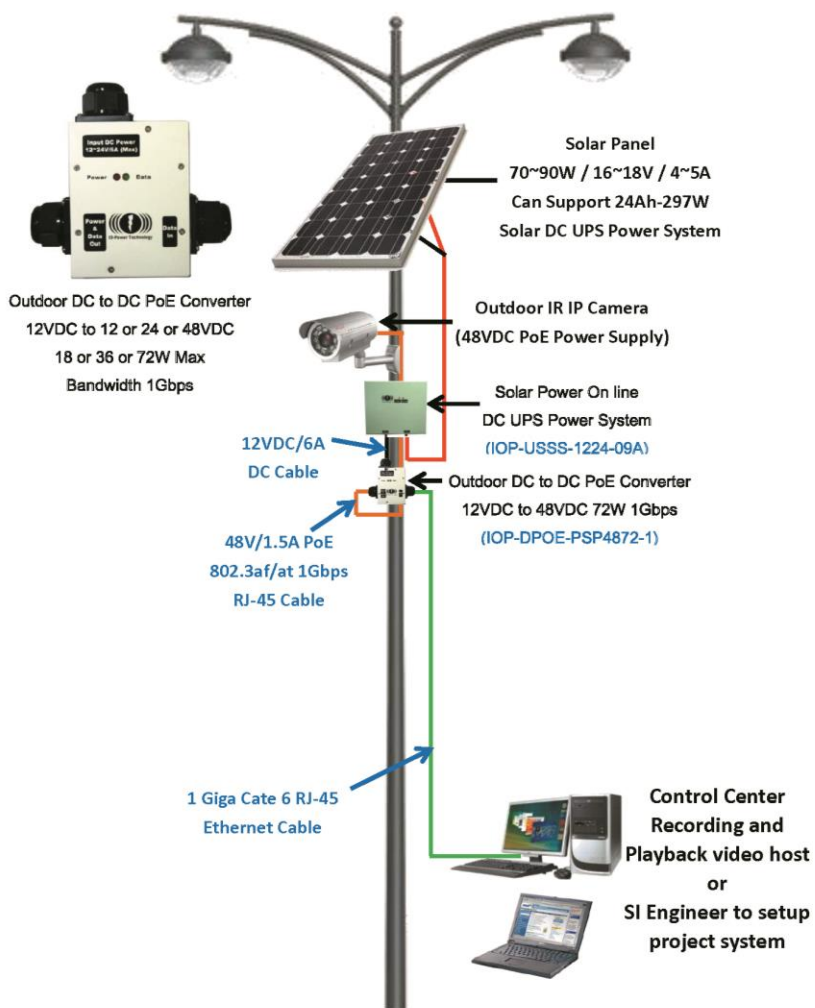 Input DC Power
12~24V/6A (Max)
Power
Data
Power
&
Data
Out
Data
In
Outdoor DC to DC PoE Converter
12VDC to 12 or 24 or 48VDC
18 or 36 or 72W Max
Bandwidth 1Gbps
Solar Panel
70~90W / 16~18V / 4~5A
Can Support 24Ah-297W
Solar DC UPS Power System
Outdoor IR IP Camera
(48VDC PoE Power Supply)
Solar Power On line
DC UPS Power System
(IOP-USSS-1224-09A)
12VDC/6A
DC Cable
Outdoor DC to DC PoE Converter
12VDC to 48VDC 72W 1Gbps
(IOP-DPOE-PSP4872-1)
48V/1.5A PoE
802.3af/at 1Gbps
RJ-45 Cable
1 Giga Cate 6 RJ-45
Ethernet Cable
Control Center
Recording and
Playback video host
or
SI Engineer to setup
project system